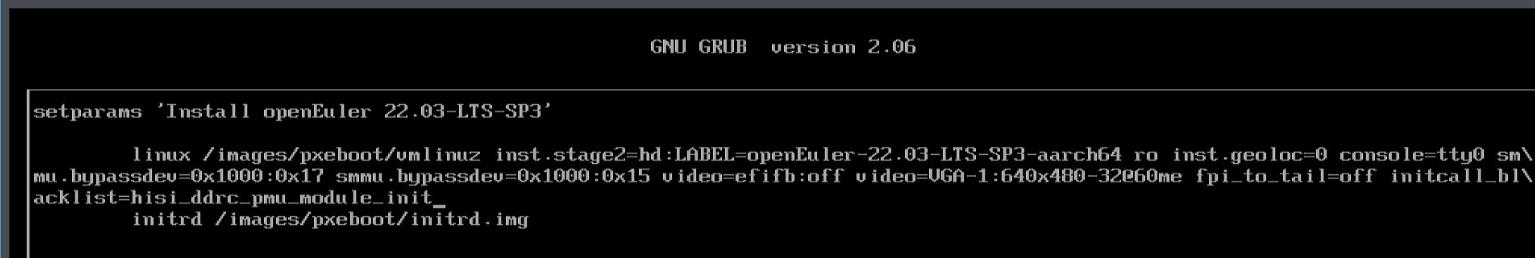 GNU GRUB  version 2.06
setparams 'Install openEuler 22.03-LTS-SP3'
linux /images/pxeboot/vmlinuz inst.stage2=hd:LABEL=openEuler-22.03-LTS-SP3-aarch64 ro inst.geoloc=0 console=tty0 sm\
mu.bypassdev=0x1000:0x17 smmu.bypassdev=0x1000:0x15 video=efifb:off video=VGA-1:640x480-32@60me fpi_to_tail=off initcall_bl\
acklist=hisi_ddrc_pmu_module_init_
initrd /images/pxeboot/initrd.img